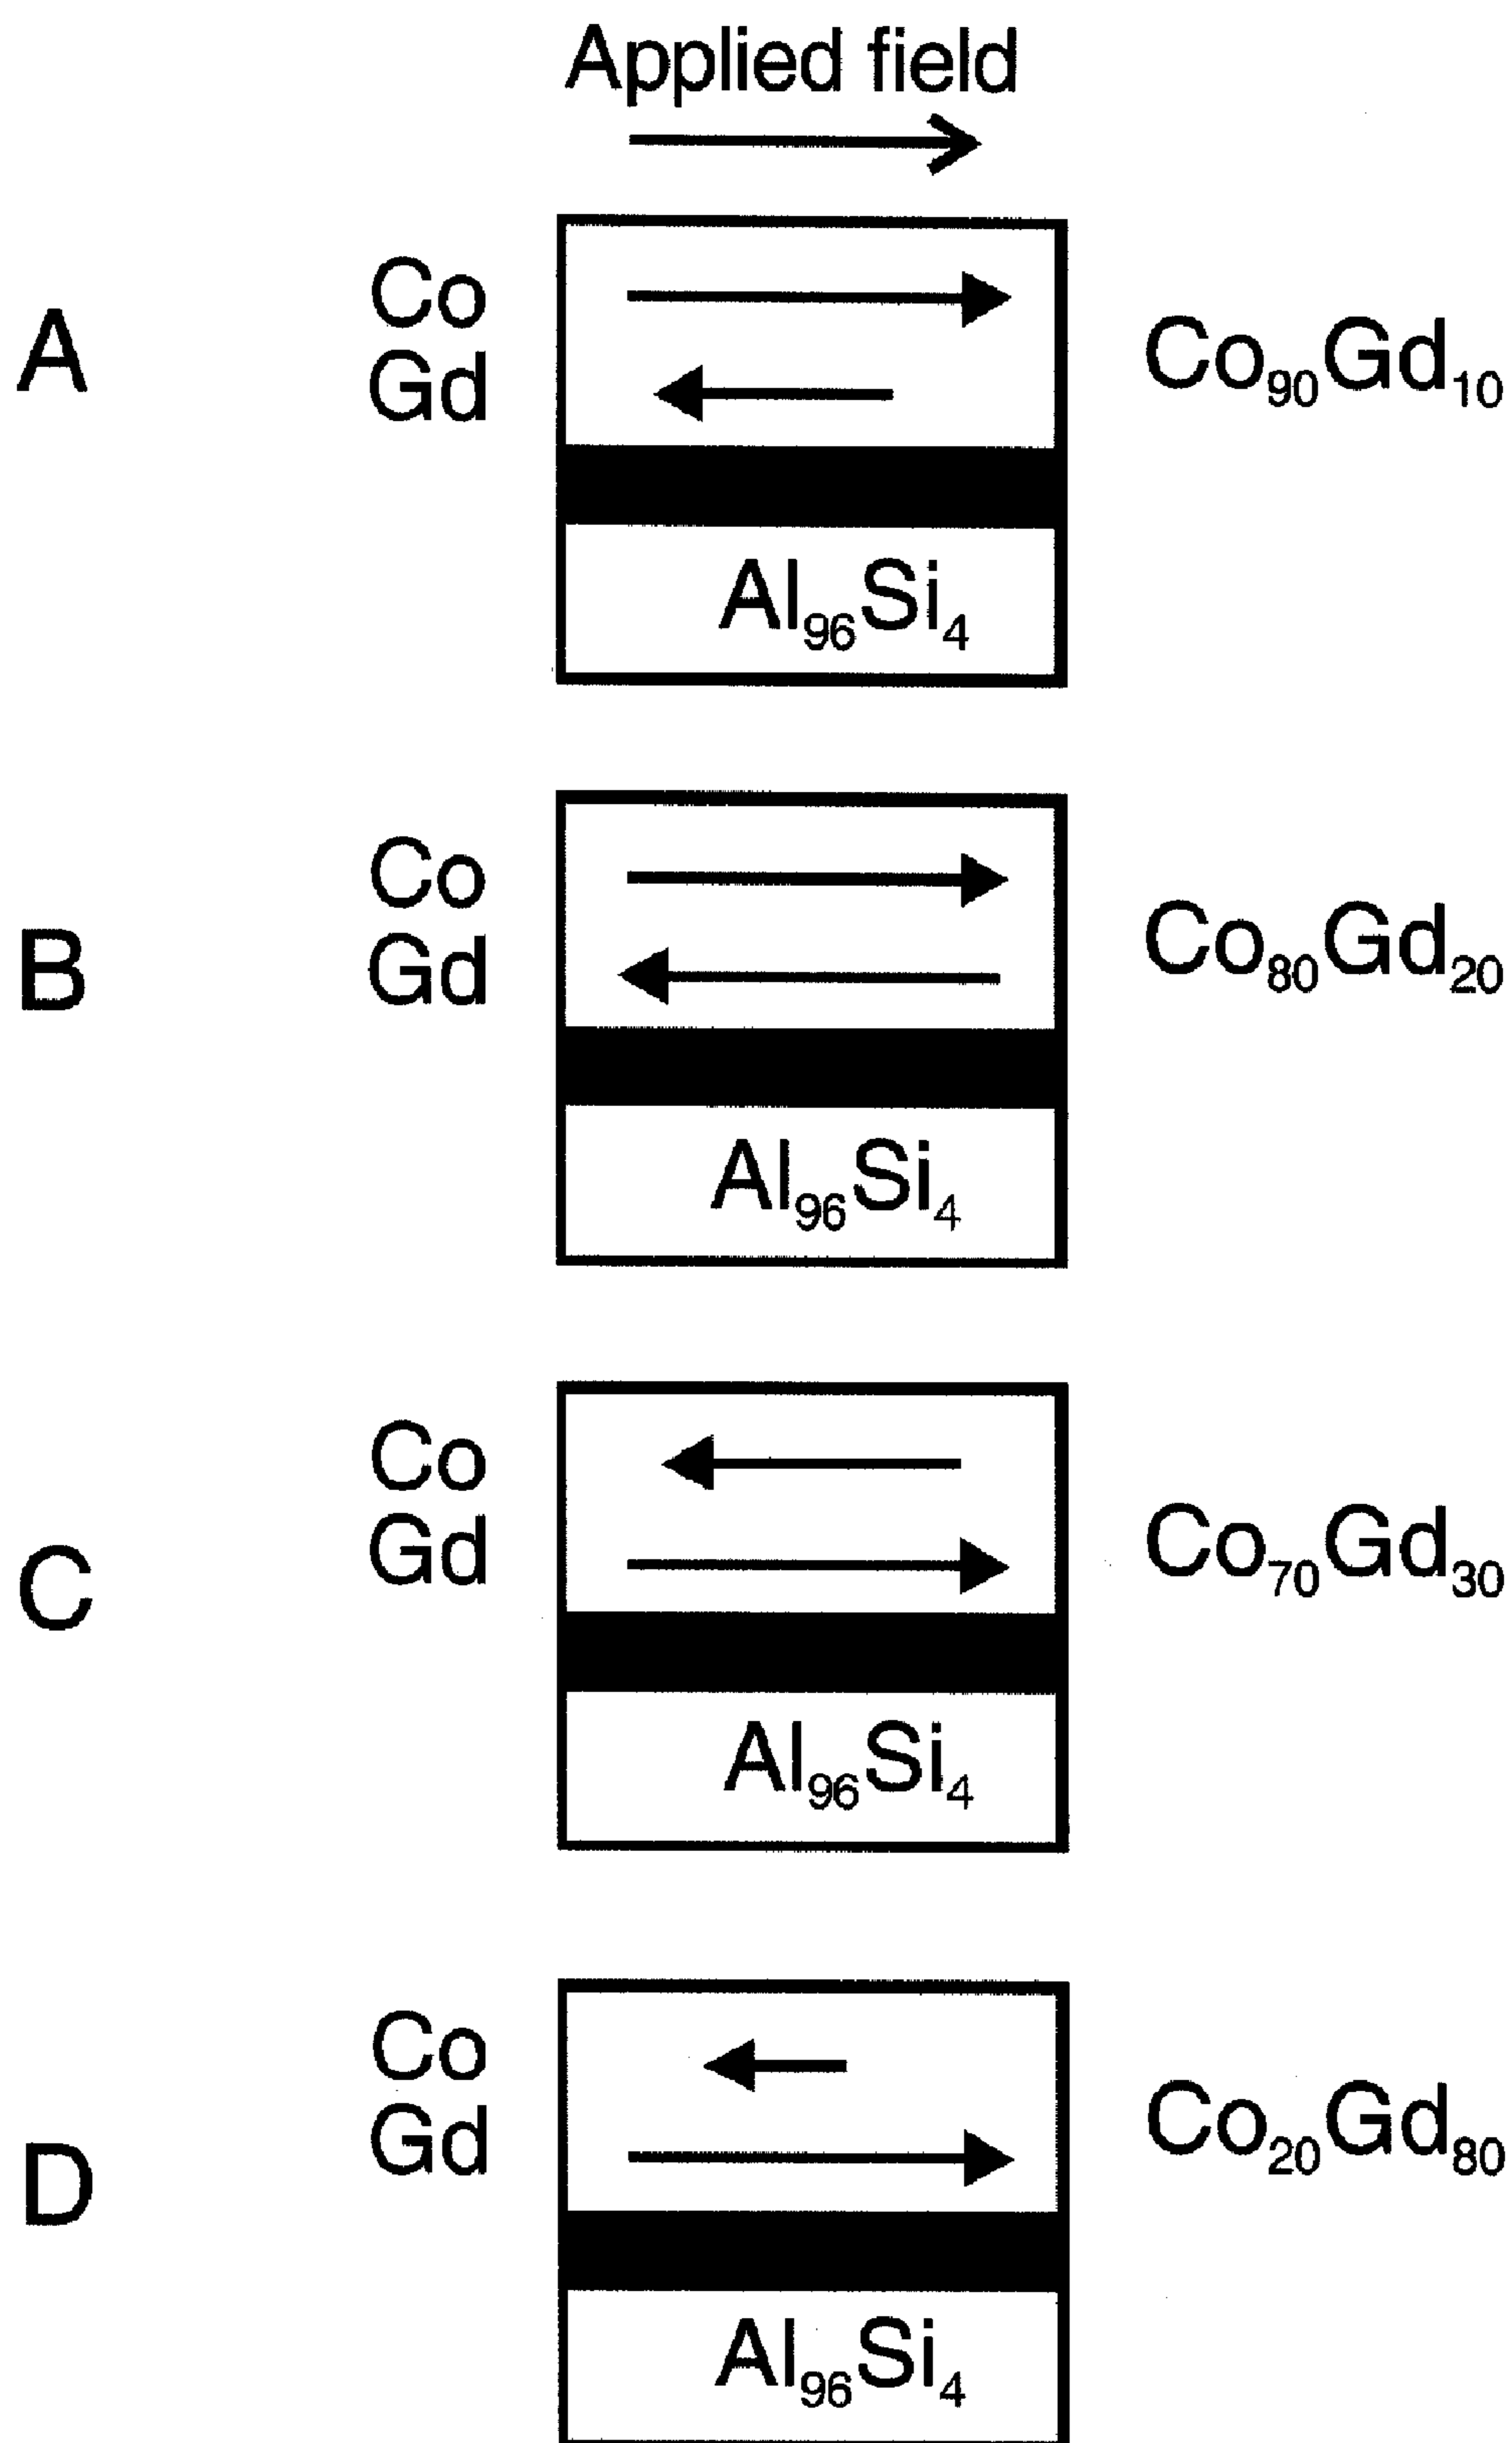 Applied field
A
Co
Gd
Co₉₀Gd₁₀
Al₉₆Si₄
B
Co
Gd
Co₈₀Gd₂₀
Al₉₆Si₄
C
Co
Gd
Co₇₀Gd₃₀
Al₉₆Si₄
D
Co
Gd
Co₂₀Gd₈₀
Al₉₆Si₄